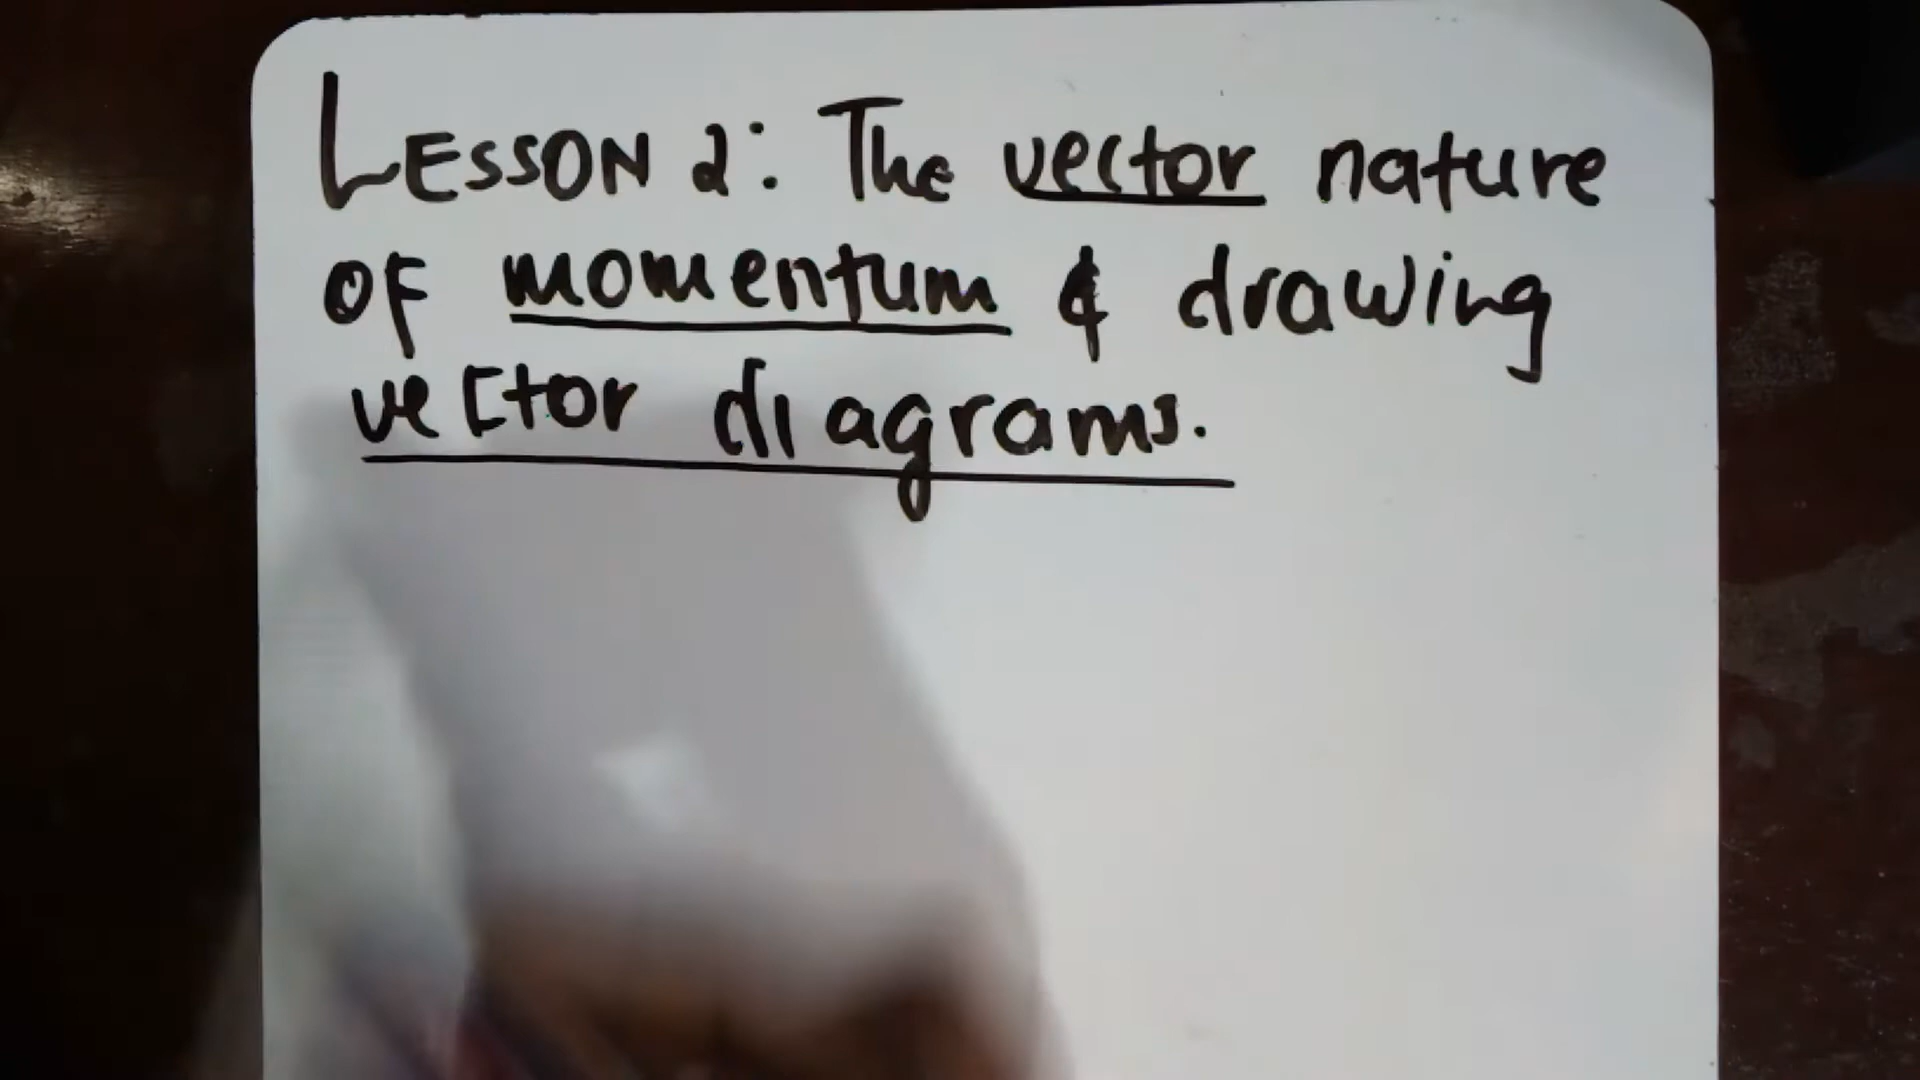 LESSON 2: The vector nature
OF momentum & drawing
vector diagrams.